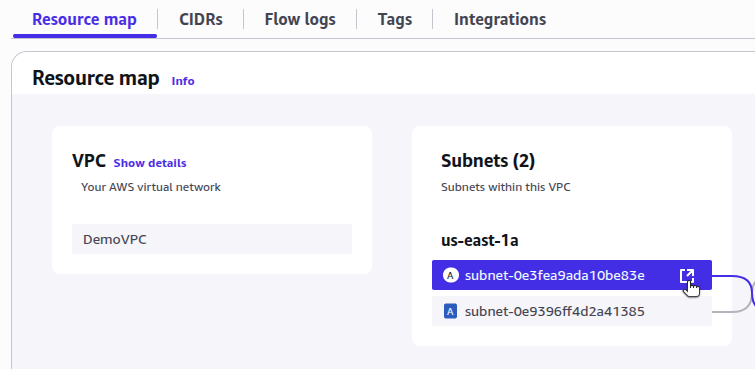 Resource map CIDRs Flow logs Tags Integrations
Resource map Info
VPC Show details
Your AWS virtual network
DemoVPC
Subnets (2)
Subnets within this VPC
us-east-1a
A subnet-0e3fea9ada10be83e
A subnet-0e9396ff4d2a41385